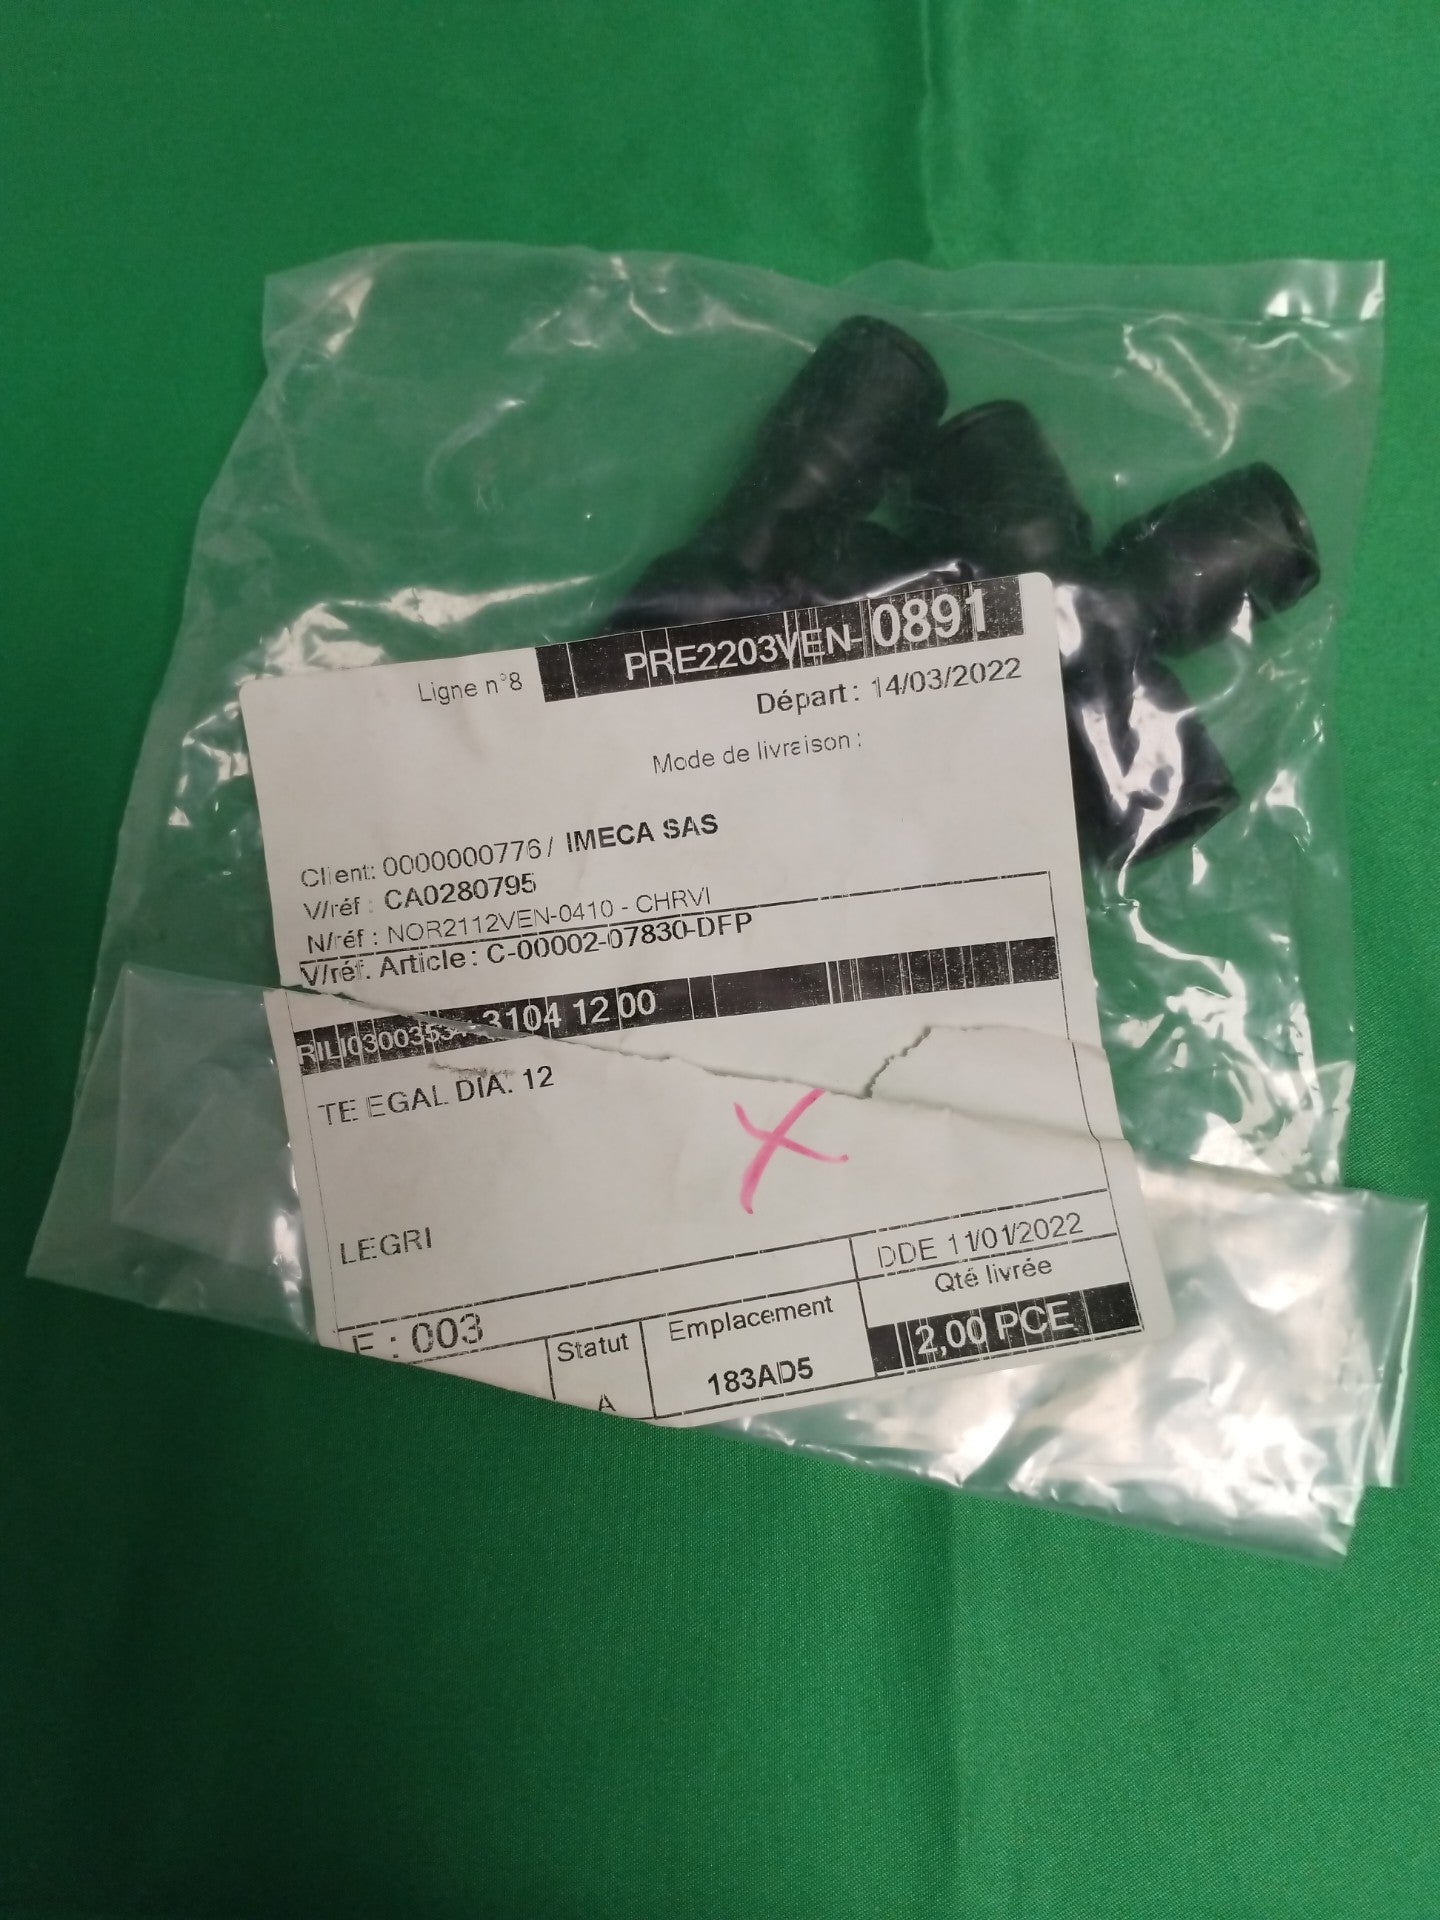 Ligne n°8 PRE2203VEN-0891
Départ : 14/03/2022
Mode de livraison :
Client: 0000000776 / IMECA SAS
V/réf : CA0280795
N/réf : NOR2112VEN-0410 - CHRVI
V/réf. Article : C-00002-07830-DFP
3104 12 00
TE EGAL DIA. 12
LEGRI
DDE 11/01/2022
E : 003
Statut
Emplacement
Qté livrée
A
183AD5
2,00 PCE